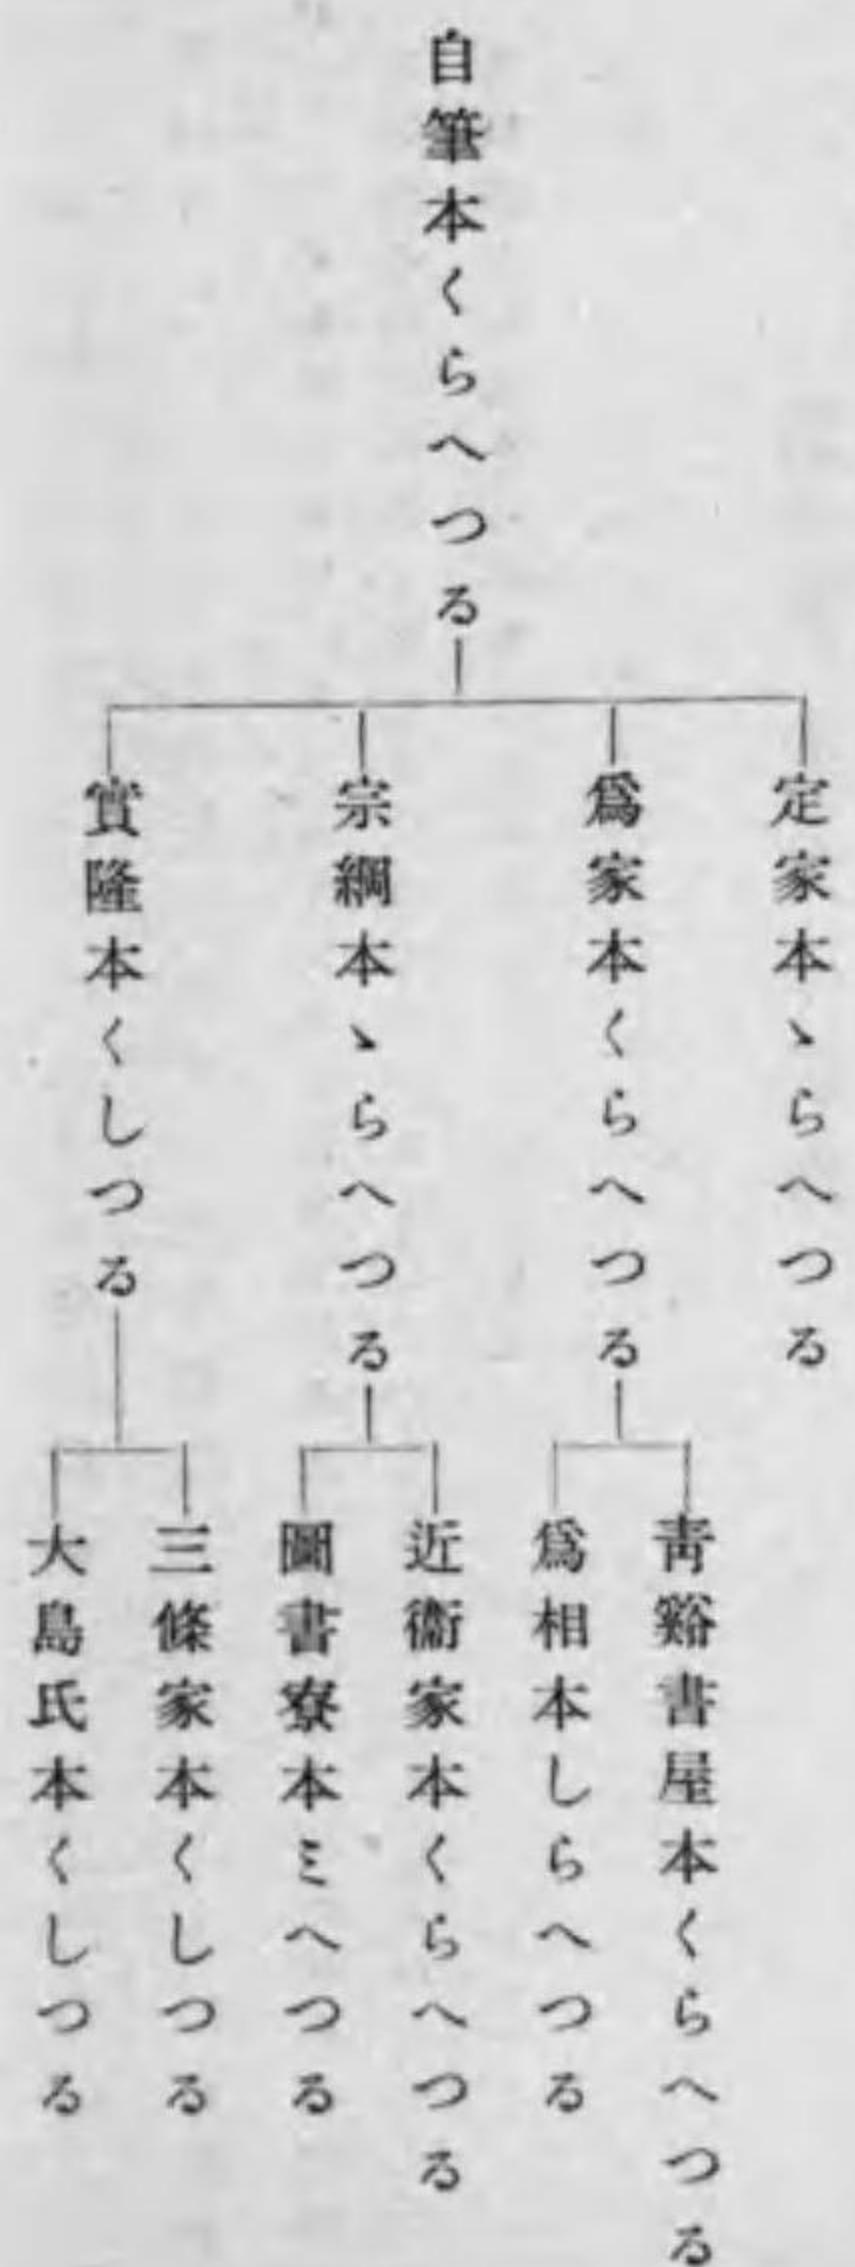 自筆本くらへつる
定家本ゝらへつる
爲家本くらへつる
宗綱本ゝらへつる
實隆本くしつる
靑谿書屋本くらへつる
爲相本しらへつる
近衞家本くらへつる
圖書寮本ミへつる
三條家本くしつる
大島氏本くしつる